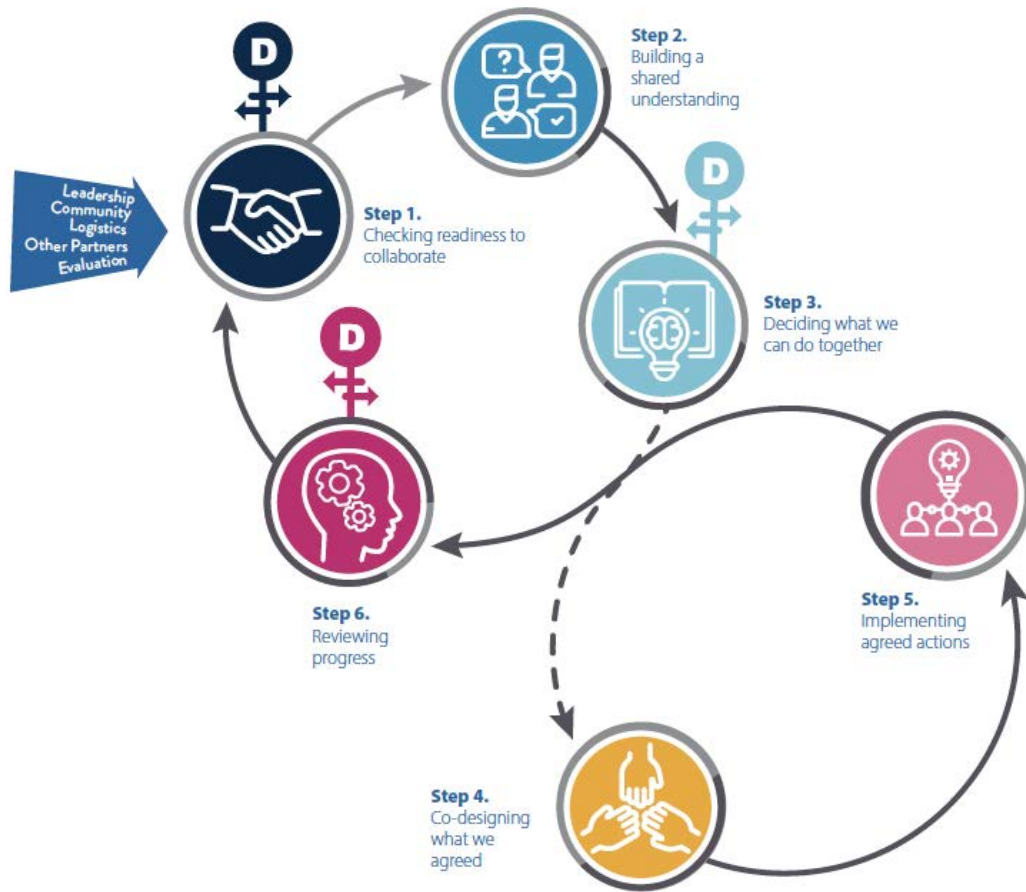 D
Step 2.
Building a
shared
understanding
?
D
Leadership
Community
Logistics
Other Partners
Evaluation
Step 1.
Checking readiness to
collaborate
Step 3.
Deciding what we
can do together
D
Step 6.
Reviewing
progress
Step 5.
Implementing
agreed actions
Step 4.
Co-designing
what we
agreed